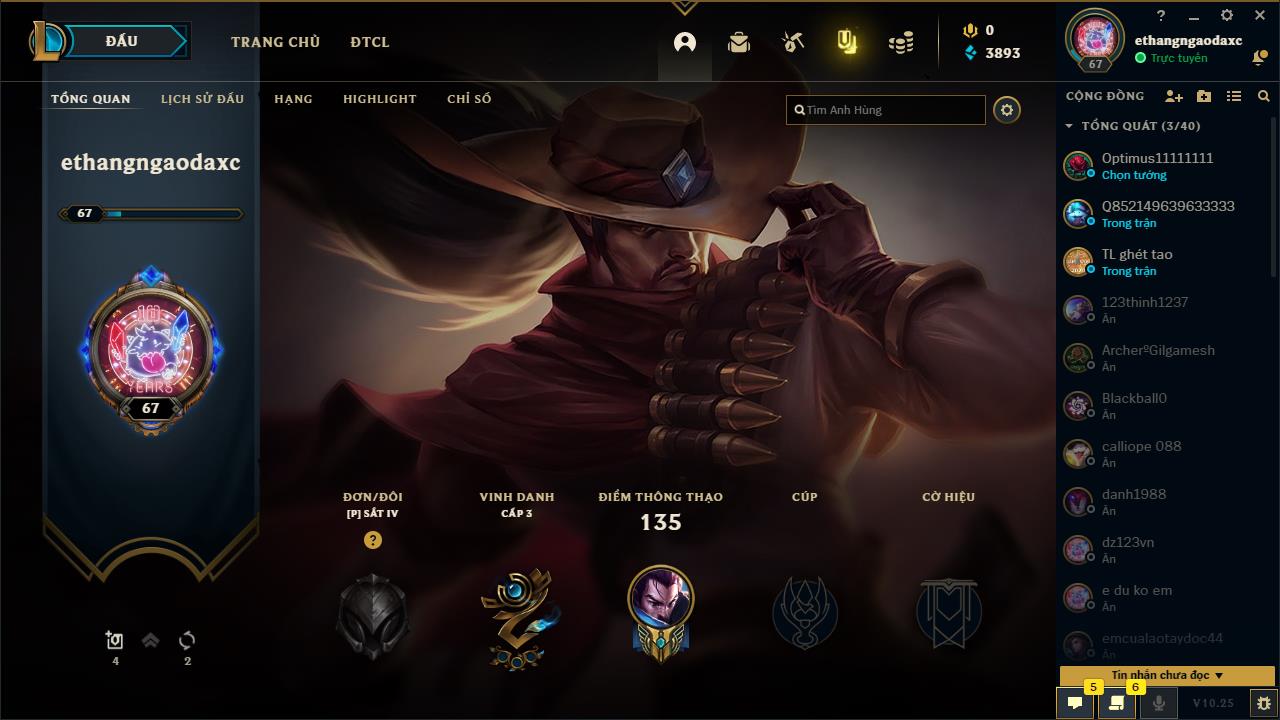 ĐẤU
TRANG CHỦ
ĐTCL
0
3893
?
ethangngaodaxc
Trực tuyến
67
TỔNG QUAN
LỊCH SỬ ĐẤU
HẠNG
HIGHLIGHT
CHỈ SỐ
Tìm Anh Hùng
ethangngaodaxc
67
10
YEARS
67
4
2
ĐƠN/ĐÔI
[P] SẮT IV
?
VINH DANH
CẤP 3
ĐIỂM THÔNG THẠO
135
CÚP
CỜ HIỆU
CỘNG ĐỒNG
TỔNG QUÁT (3/40)
Optimus11111111
Chọn tướng
Q852149639633333
Trong trận
TL ghét tao
Trong trận
123thinh1237
Ẩn
ArcherºGilgamesh
Ẩn
Blackball0
Ẩn
calliope 088
Ẩn
danh1988
Ẩn
dz123vn
Ẩn
e du ko em
Ẩn
emcualaotaydoc44
Ẩn
Tin nhắn chưa đọc
5
6
V10.25